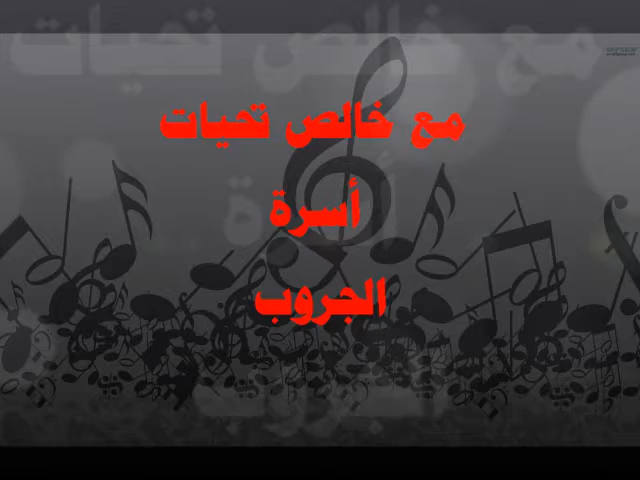 مع خالص تحيات
أسرة
الجروب